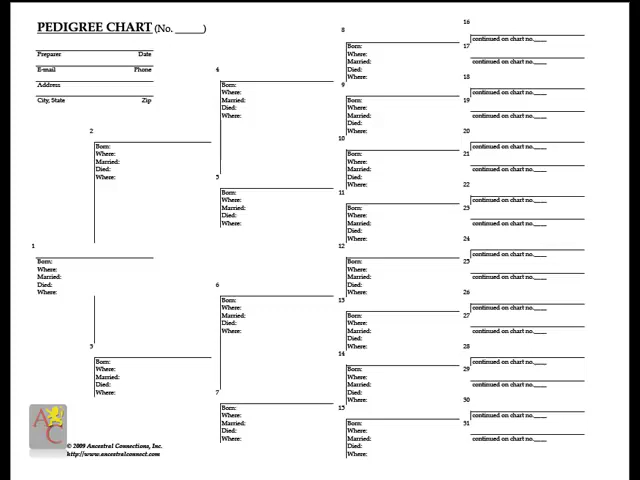 PEDIGREE CHART (No. _____)
Preparer Date
E-mail Phone
Address
City, State Zip
1
Born:
Where:
Married:
Died:
Where:
2
Born:
Where:
Married:
Died:
Where:
3
Born:
Where:
Married:
Died:
Where:
4
Born:
Where:
Married:
Died:
Where:
5
Born:
Where:
Married:
Died:
Where:
6
Born:
Where:
Married:
Died:
Where:
7
Born:
Where:
Married:
Died:
Where:
8
Born:
Where:
Married:
Died:
Where:
9
Born:
Where:
Married:
Died:
Where:
10
Born:
Where:
Married:
Died:
Where:
11
Born:
Where:
Married:
Died:
Where:
12
Born:
Where:
Married:
Died:
Where:
13
Born:
Where:
Married:
Died:
Where:
14
Born:
Where:
Married:
Died:
Where:
15
Born:
Where:
Married:
Died:
Where:
16
continued on chart no.____
17
continued on chart no.____
18
continued on chart no.____
19
continued on chart no.____
20
continued on chart no.____
21
continued on chart no.____
22
continued on chart no.____
23
continued on chart no.____
24
continued on chart no.____
25
continued on chart no.____
26
continued on chart no.____
27
continued on chart no.____
28
continued on chart no.____
29
continued on chart no.____
30
continued on chart no.____
31
continued on chart no.____
AC
© 2009 Ancestral Connections, Inc.
http://www.ancestralconnect.com